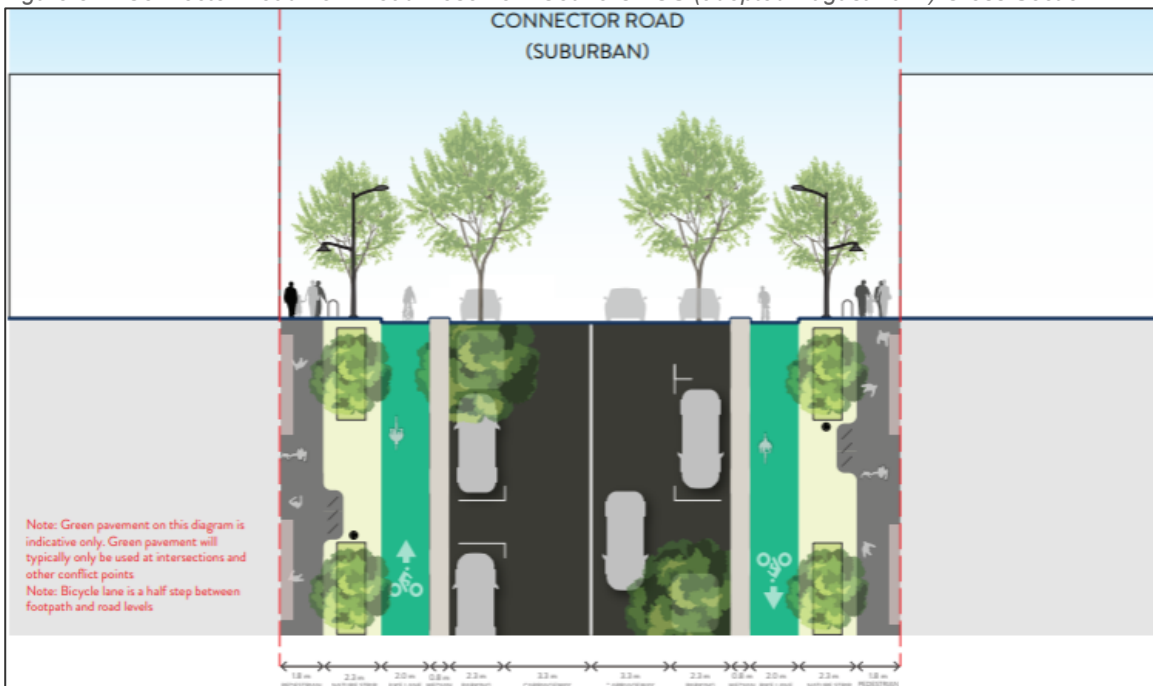 CONNECTOR ROAD
(SUBURBAN)
Note: Green pavement on this diagram is
indicative only. Green pavement will
typically only be used at intersections and
other conflict points
Note: Bicycle lane is a half step between
footpath and road levels
1.8 m 2.3 m 2.0 m 0.8 m 2.3 m 3.3 m 3.3 m 2.3 m 0.8 m 2.0 m 2.3 m 1.8 m